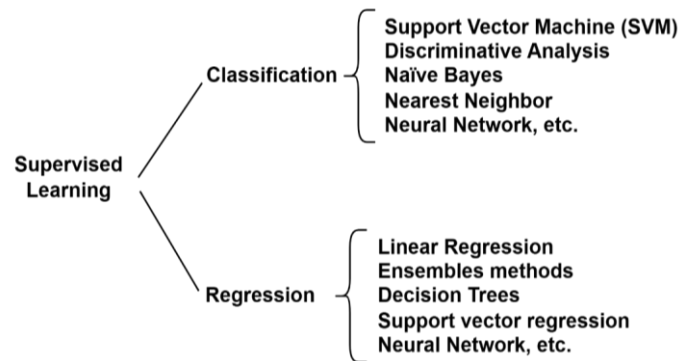 Supervised
Learning
Classification
Support Vector Machine (SVM)
Discriminative Analysis
Naïve Bayes
Nearest Neighbor
Neural Network, etc.
Regression
Linear Regression
Ensembles methods
Decision Trees
Support vector regression
Neural Network, etc.